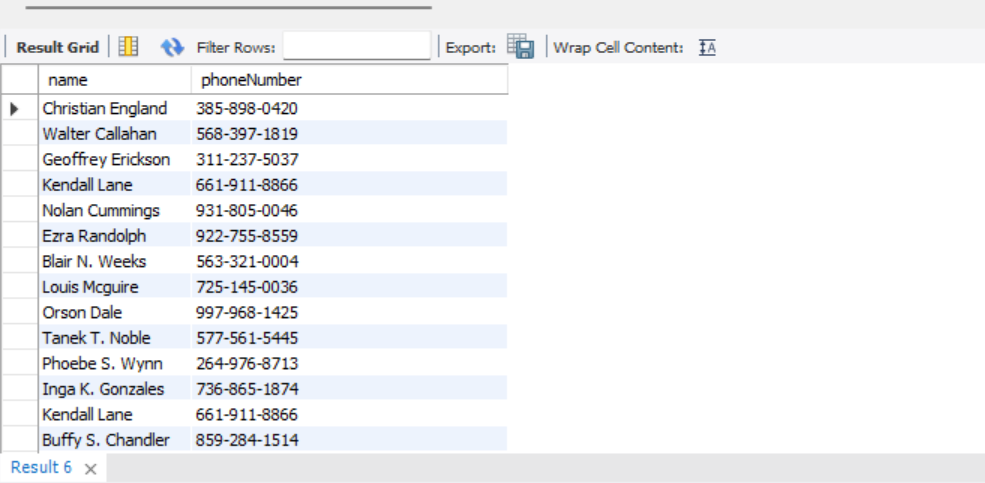 Result Grid Filter Rows: Export: Wrap Cell Content: IA
name phoneNumber
Christian England 385-898-0420
Walter Callahan 568-397-1819
Geoffrey Erickson 311-237-5037
Kendall Lane 661-911-8866
Nolan Cummings 931-805-0046
Ezra Randolph 922-755-8559
Blair N. Weeks 563-321-0004
Louis Mcguire 725-145-0036
Orson Dale 997-968-1425
Tanek T. Noble 577-561-5445
Phoebe S. Wynn 264-976-8713
Inga K. Gonzales 736-865-1874
Kendall Lane 661-911-8866
Buffy S. Chandler 859-284-1514
Result 6